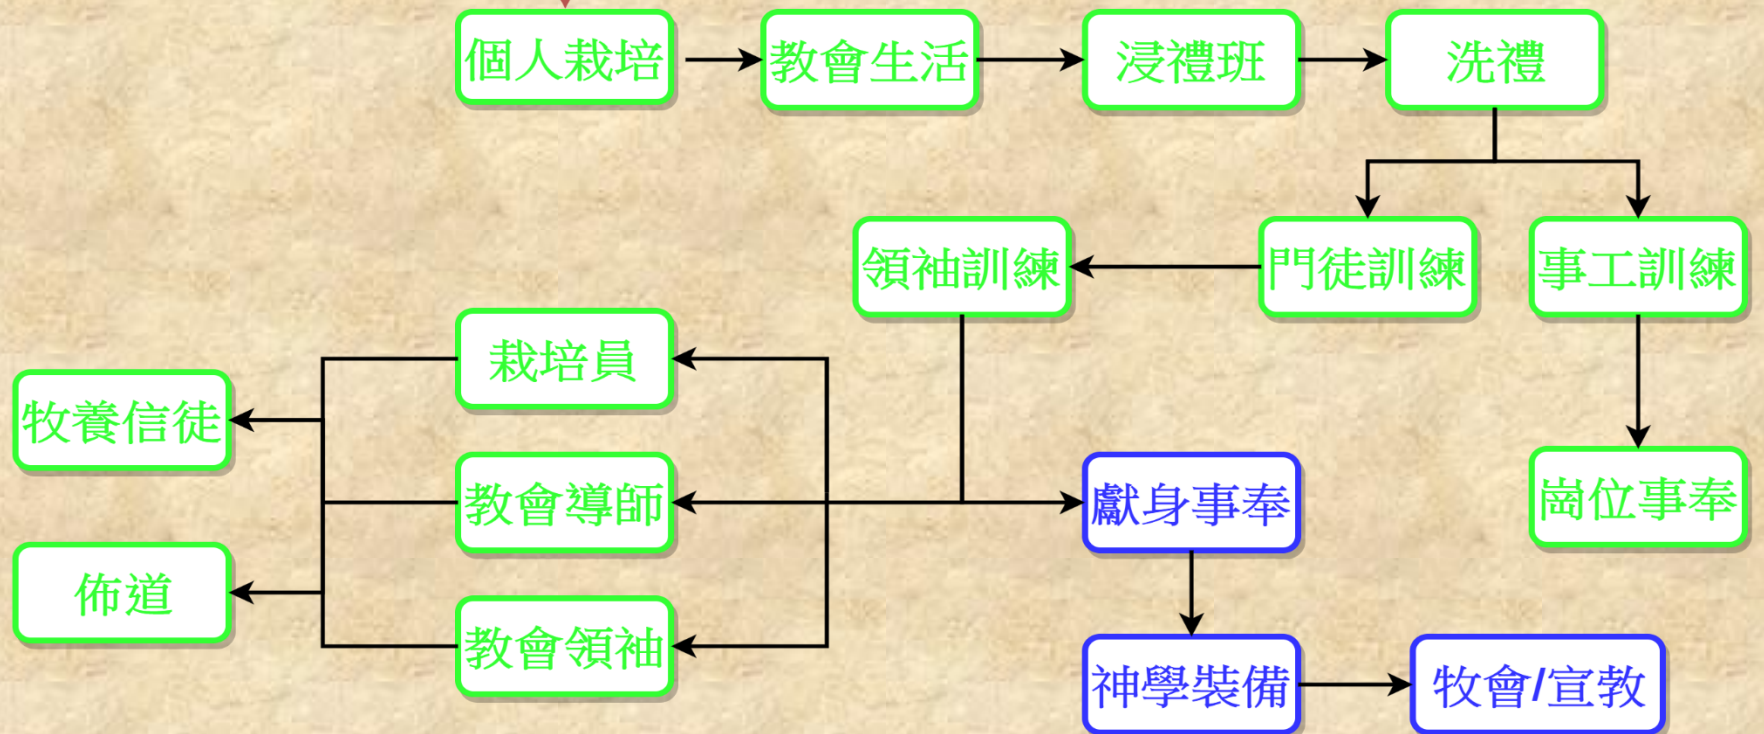 個人栽培
教會生活
浸禮班
洗禮
領袖訓練
門徒訓練
事工訓練
栽培員
牧養信徒
教會導師
獻身事奉
崗位事奉
佈道
教會領袖
神學裝備
牧會/宣教